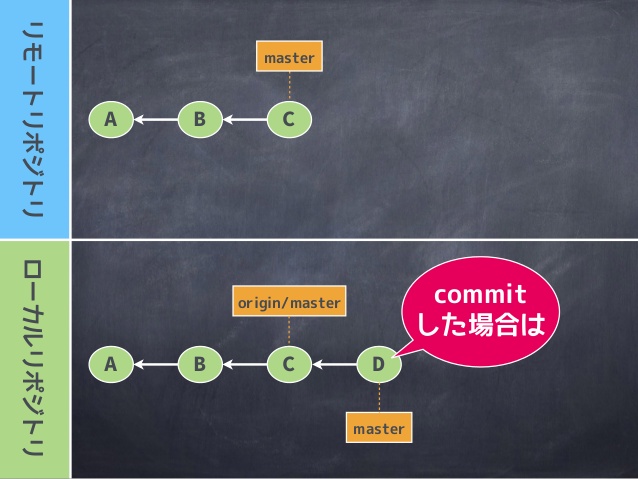 リモートリポジトリ
master
A
B
C
ローカルリポジトリ
origin/master
commit
した場合は
A
B
C
D
master